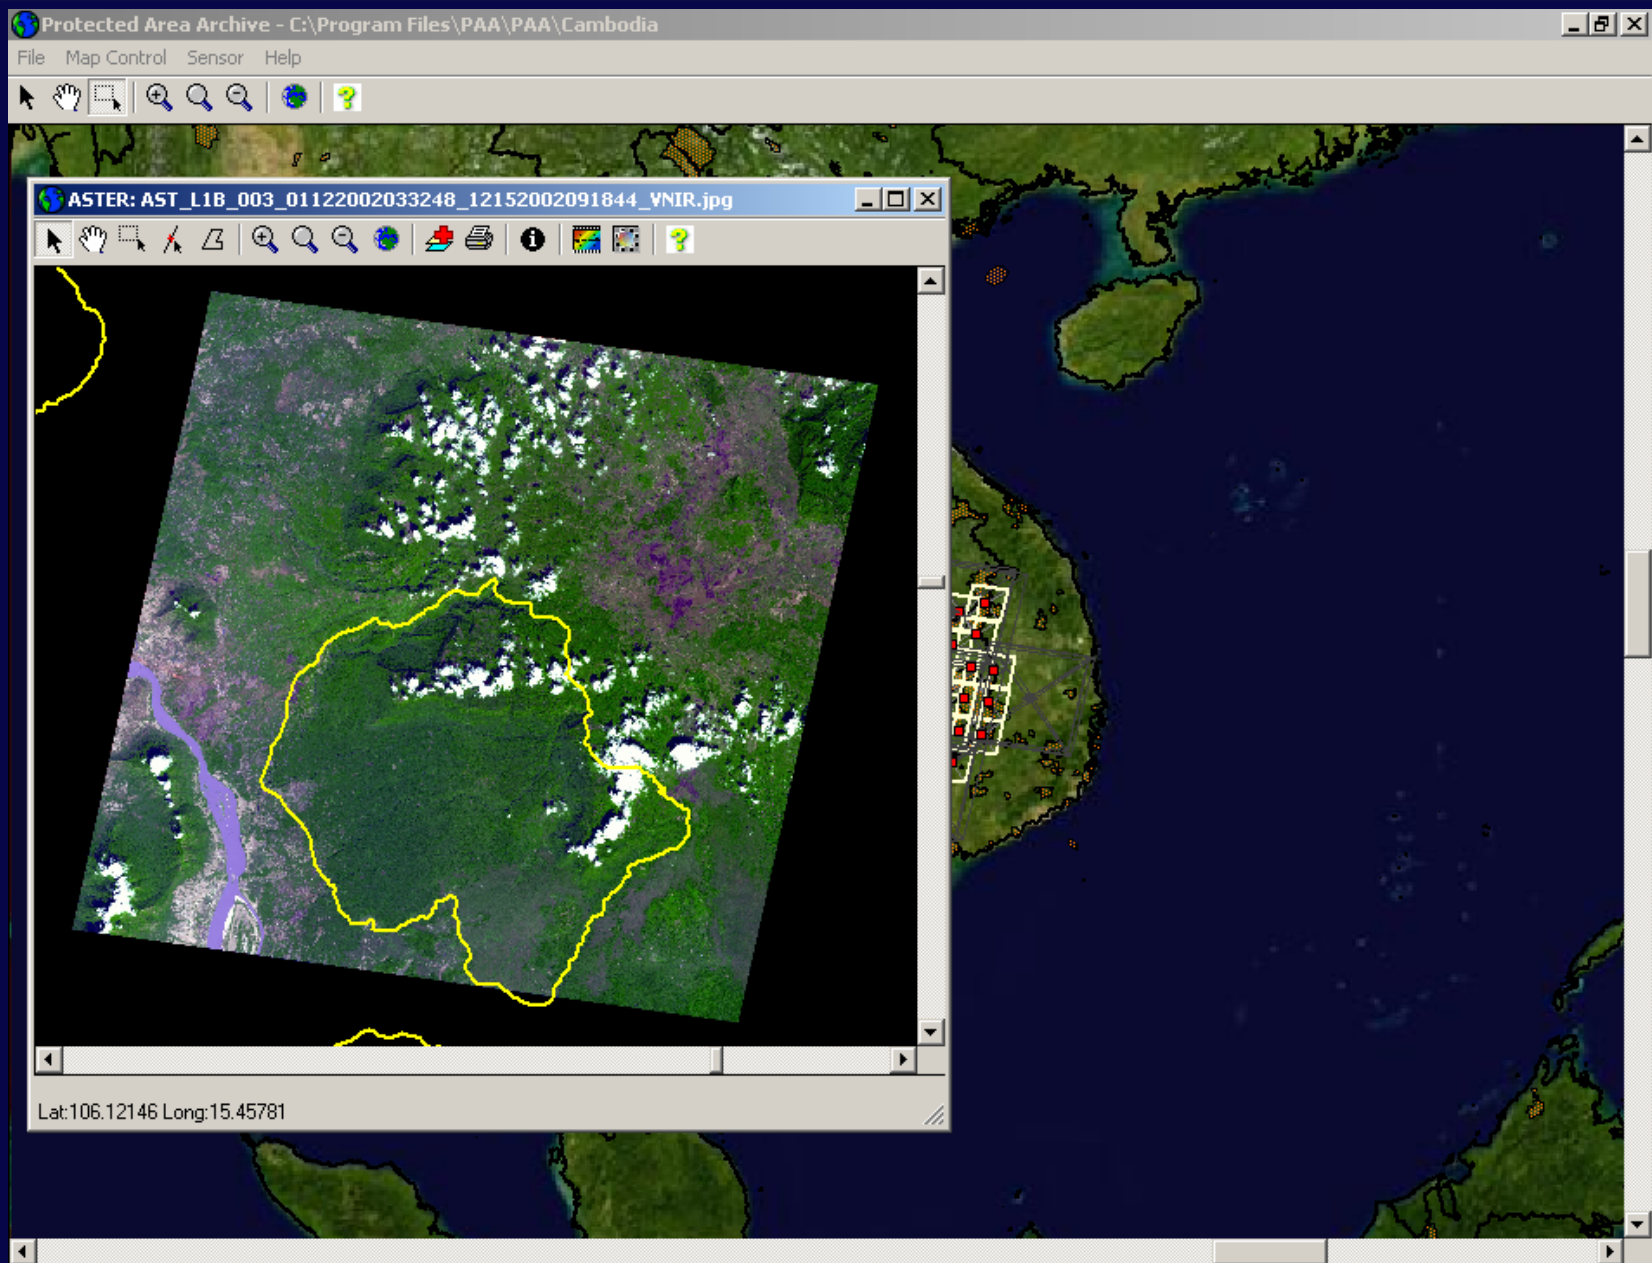 Protected Area Archive - C:\Program Files\PAA\PAA\Cambodia
File Map Control Sensor Help
ASTER: AST_L1B_003_01122002033248_12152002091844_VNIR.jpg
Lat:106.12146 Long:15.45781